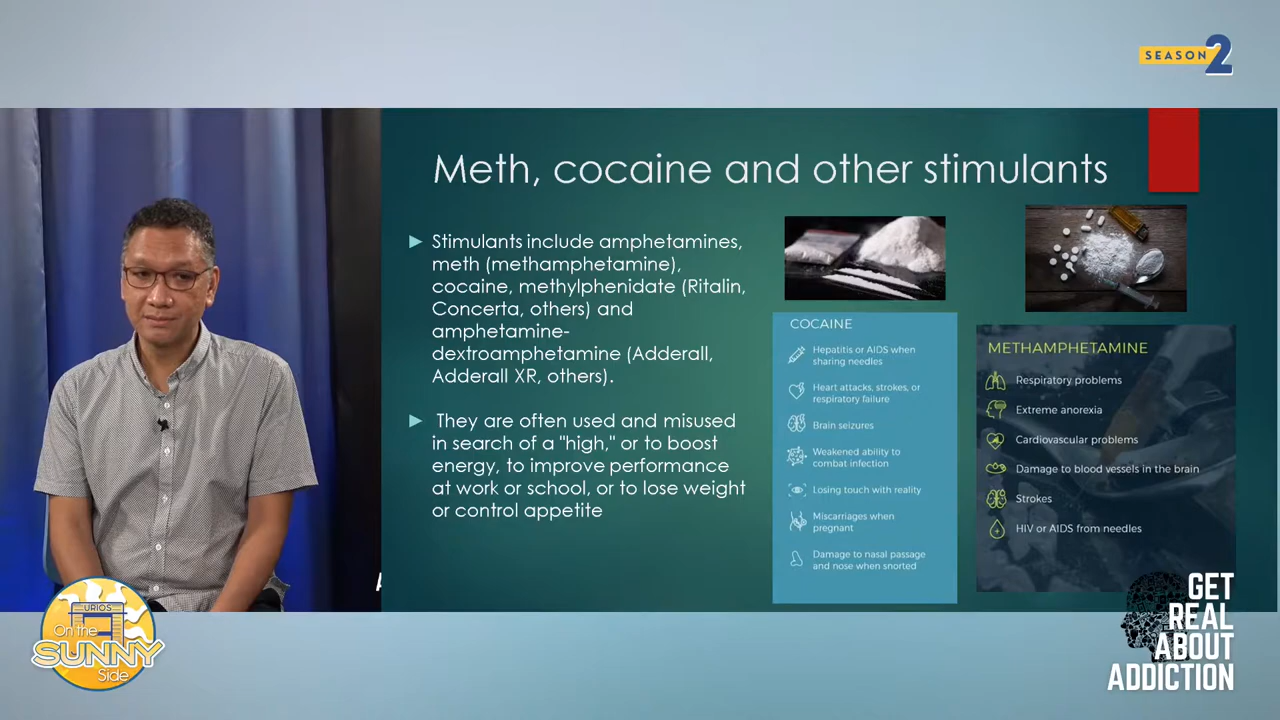 SEASON 2
Meth, cocaine and other stimulants
Stimulants include amphetamines,
meth (methamphetamine),
cocaine, methylphenidate (Ritalin,
Concerta, others) and
amphetamine-
dextroamphetamine (Adderall,
Adderall XR, others).
They are often used and misused
in search of a "high," or to boost
energy, to improve performance
at work or school, or to lose weight
or control appetite
COCAINE
Hepatitis or AIDS when
sharing needles
Heart attacks, strokes, or
respiratory failure
Brain seizures
Weakened ability to
combat infection
Losing touch with reality
Miscarriages when
pregnant
Damage to nasal passage
and nose when snorted
METHAMPHETAMINE
Respiratory problems
Extreme anorexia
Cardiovascular problems
Damage to blood vessels in the brain
Strokes
HIV or AIDS from needles
A
URIOS
On the
SUNNY
Side
GET
REAL
ABOUT
ADDICTION